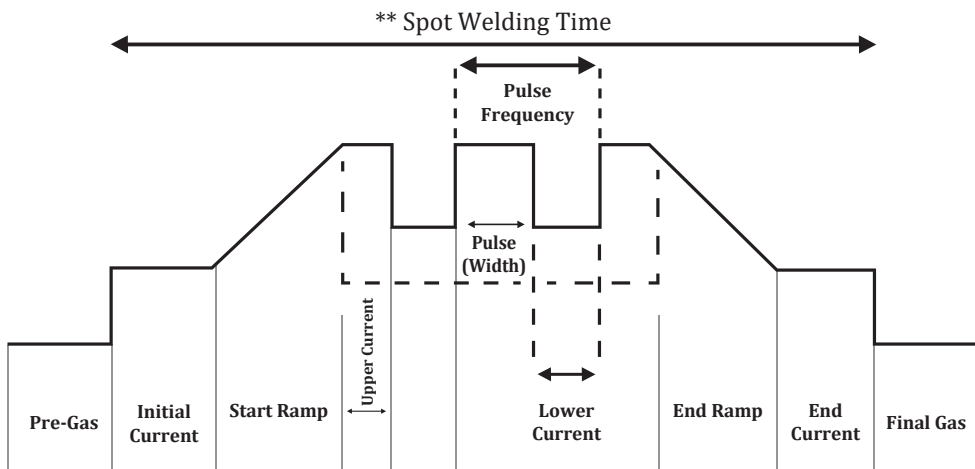 ** Spot Welding Time
Pulse
Frequency
Pulse
(Width)
Upper Current
Pre-Gas
Initial
Current
Start Ramp
Lower
Current
End Ramp
End
Current
Final Gas